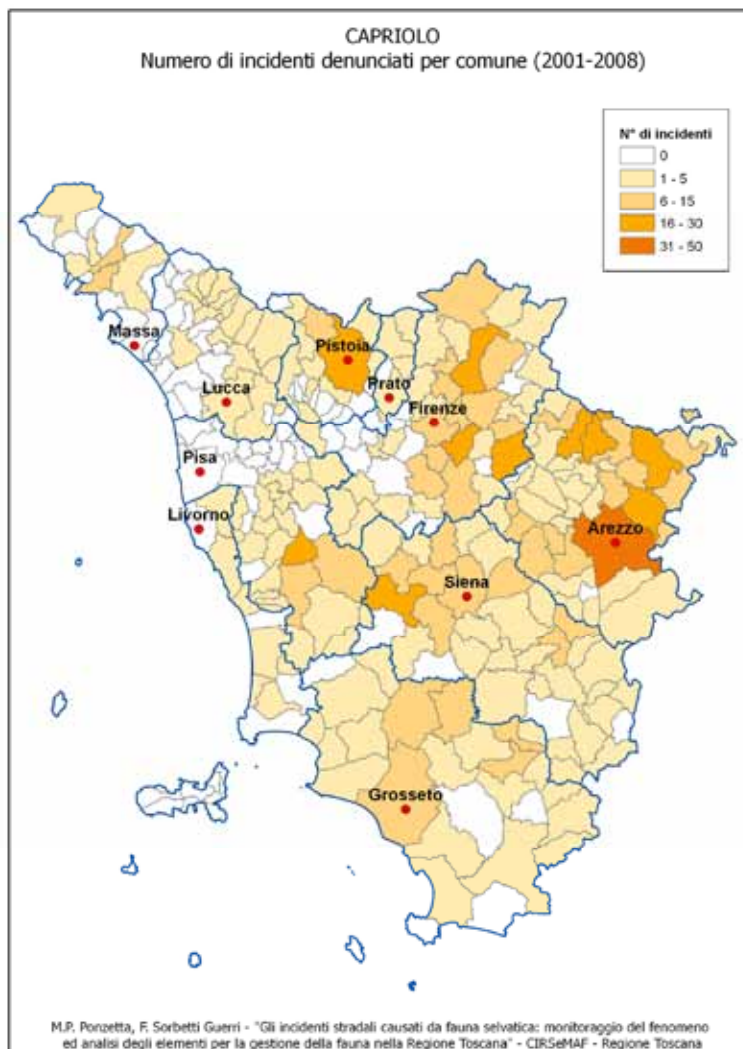 CAPRIOLO
Numero di incidenti denunciati per comune (2001-2008)
N° di incidenti
0
1 - 5
6 - 15
16 - 30
31 - 50
Massa
Pistoia
Lucca
Prato
Firenze
Pisa
Livorno
Arezzo
Siena
Grosseto
M.P. Ponzetta, F. Sorbetti Guerri - "Gli incidenti stradali causati da fauna selvatica: monitoraggio del fenomeno
ed analisi degli elementi per la gestione della fauna nella Regione Toscana" - CIRSeMAF - Regione Toscana